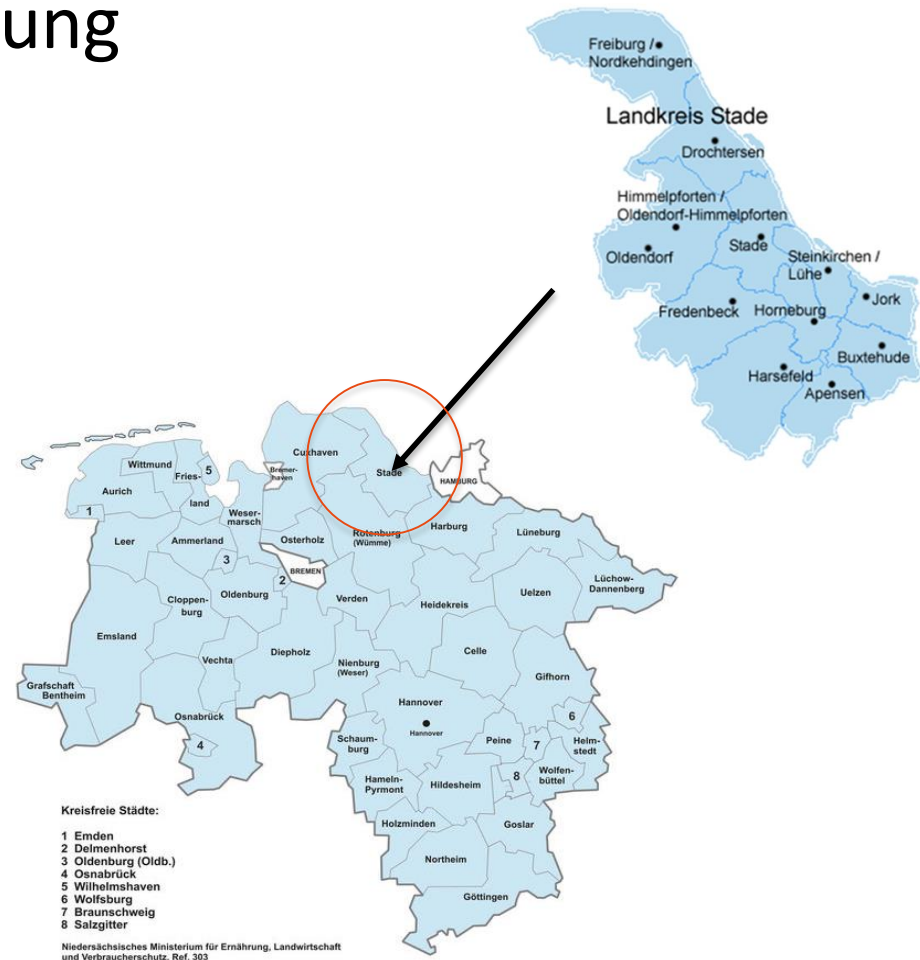 ung
Freiburg /
Nordkehdingen
Landkreis Stade
Drochtersen
Himmelpforten /
Oldendorf-Himmelpforten
Stade
Oldendorf
Steinkirchen /
Lühe
Jork
Fredenbeck
Horneburg
Buxtehude
Harsefeld
Apensen
Cuxhaven
Wittmund
Fries-
land
5
Bremer-
haven
Stade
HAMBURG
Aurich
1
Weser-
marsch
Leer
Ammerland
3
Osterholz
Rotenburg
(Wümme)
Harburg
Lüneburg
BREMEN
2
Oldenburg
Cloppen-
burg
Verden
Heidekreis
Uelzen
Lüchow-
Dannenberg
Emsland
Vechta
Diepholz
Nienburg
(Weser)
Celle
Gifhorn
Grafschaft
Bentheim
Osnabrück
4
Hannover
Hannover
Schaum-
burg
Peine
7
6
Helm-
stedt
Hameln-
Pyrmont
Hildesheim
8
Wolfen-
büttel
Holzminden
Goslar
Northeim
Göttingen
Kreisfreie Städte:
1 Emden
2 Delmenhorst
3 Oldenburg (Oldb.)
4 Osnabrück
5 Wilhelmshaven
6 Wolfsburg
7 Braunschweig
8 Salzgitter
Niedersächsisches Ministerium für Ernährung, Landwirtschaft
und Verbraucherschutz, Ref. 303